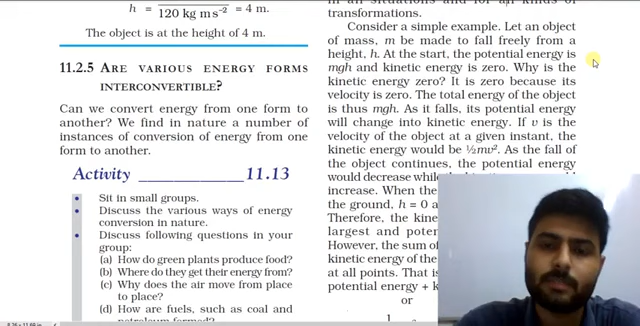 h =
120 kg m s⁻² = 4 m.
The object is at the height of 4 m.
11.2.5 ARE VARIOUS ENERGY FORMS
INTERCONVERTIBLE?
Can we convert energy from one form to
another? We find in nature a number of
instances of conversion of energy from one
form to another.
Activity ____________ 11.13
• Sit in small groups.
• Discuss the various ways of energy
conversion in nature.
• Discuss following questions in your
group:
(a) How do green plants produce food?
(b) Where do they get their energy from?
(c) Why does the air move from place
to place?
(d) How are fuels, such as coal and
petroleum formed?
in all situations and for all kinds of
transformations.
Consider a simple example. Let an object
of mass, m be made to fall freely from a
height, h. At the start, the potential energy is
mgh and kinetic energy is zero. Why is the
kinetic energy zero? It is zero because its
velocity is zero. The total energy of the object
is thus mgh. As it falls, its potential energy
will change into kinetic energy. If v is the
velocity of the object at a given instant, the
kinetic energy would be ½mv². As the fall of
the object continues, the potential energy
would decrease while
increase. When the
the ground, h = 0 a
Therefore, the kine
largest and poten
However, the sum of
kinetic energy of the
at all points. That is
potential energy + k
or
1
8.26 x 11.69 in